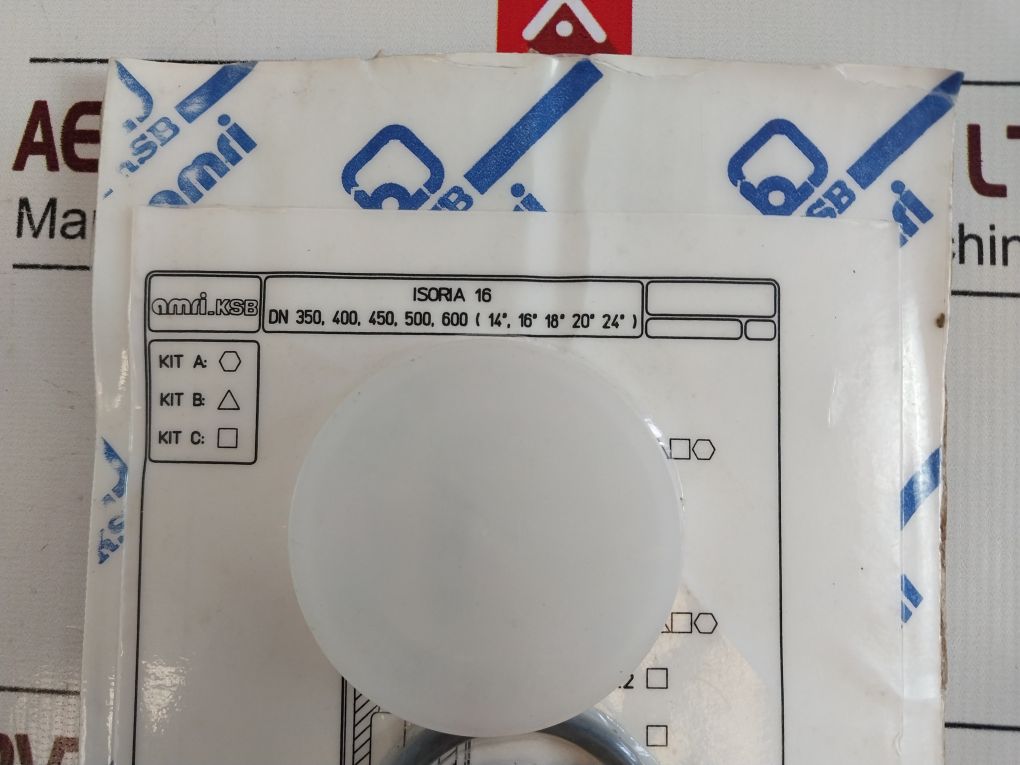 amri
KSB
amri
KSB
KSB
amri
AE
LT
Ma
hin
amri.KSB
ISORIA 16
DN 350, 400, 450, 500, 600 ( 14", 16" 18" 20" 24" )
KIT A:
KIT B:
KIT C: